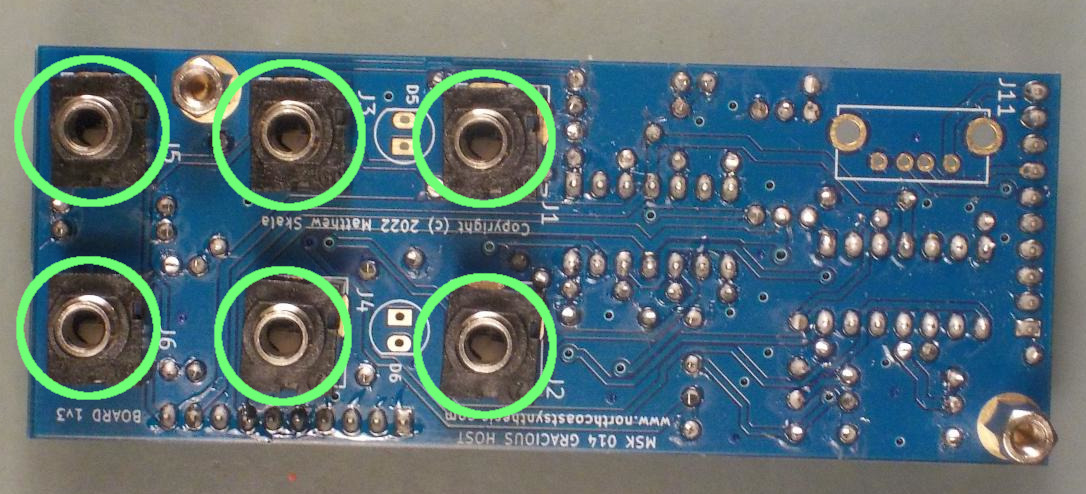 D5
J3
J5
J11
J1
Copyright (c) 2022 Matthew Skala
J4
J6
D6
J2
BOARD 1v3
www.northcoastsynthesis.com
MSK 014 GRACIOUS HOST